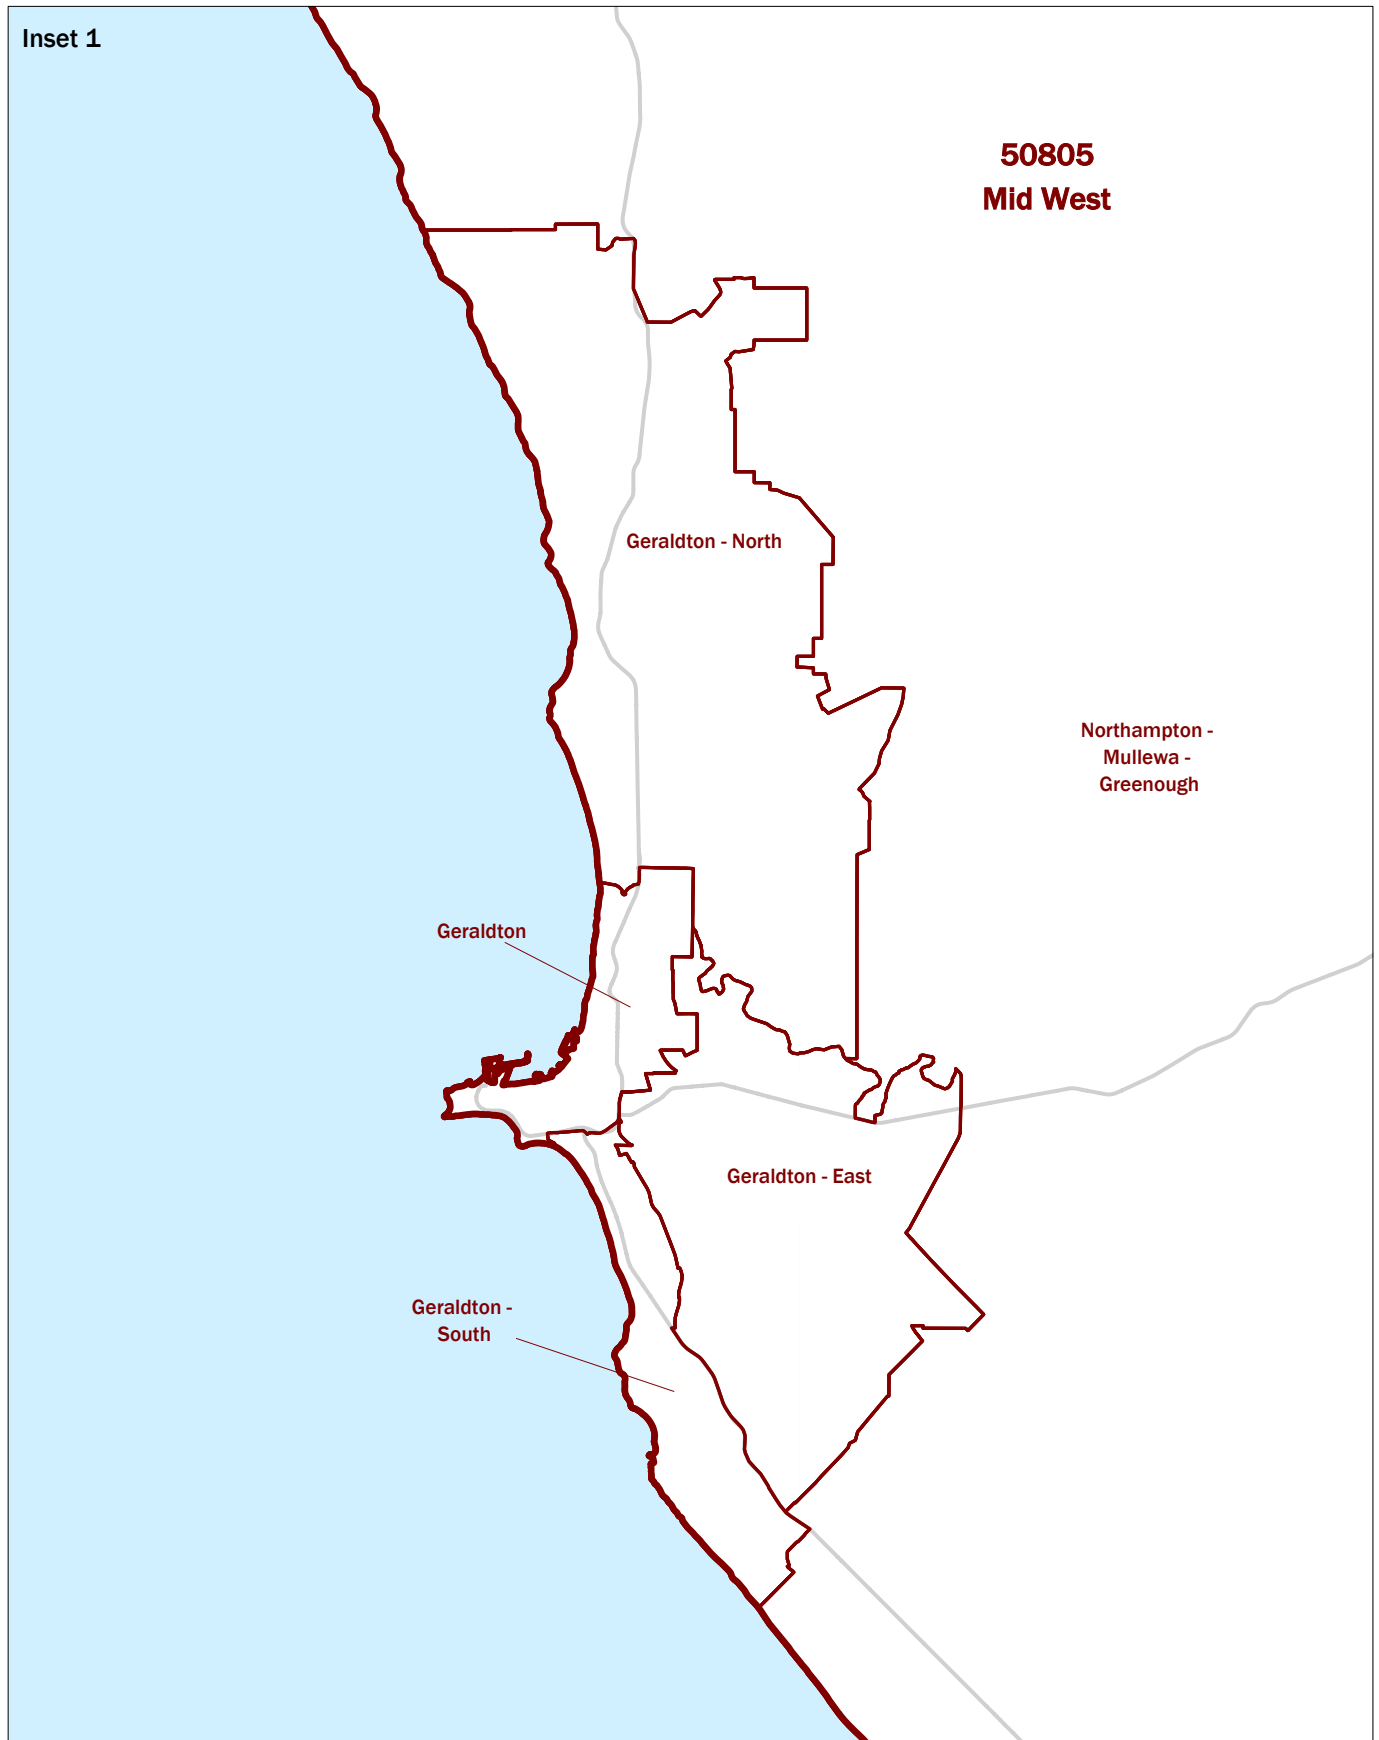 Inset 1
50805
Mid West
Geraldton - North
Northampton -
Mullewa -
Greenough
Geraldton
Geraldton - East
Geraldton -
South